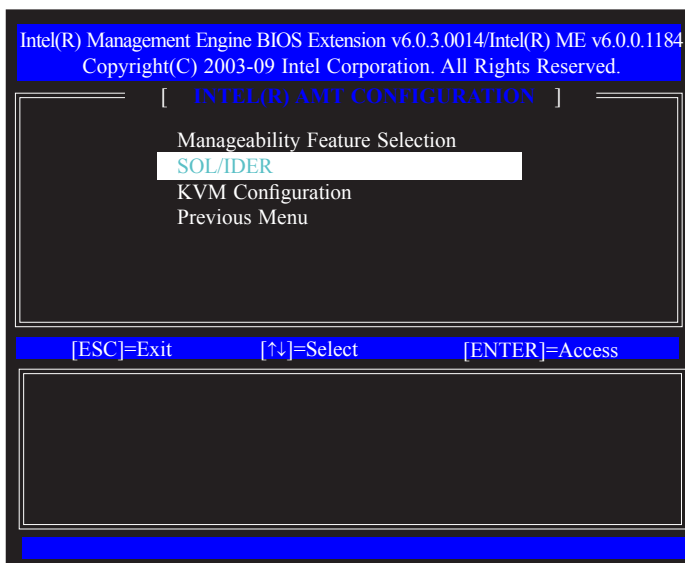 Intel(R) Management Engine BIOS Extension v6.0.3.0014/Intel(R) ME v6.0.0.1184
Copyright(C) 2003-09 Intel Corporation. All Rights Reserved.
[ INTEL(R) AMT CONFIGURATION ]
Manageability Feature Selection
SOL/IDER
KVM Configuration
Previous Menu
[ESC]=Exit [↑↓]=Select [ENTER]=Access